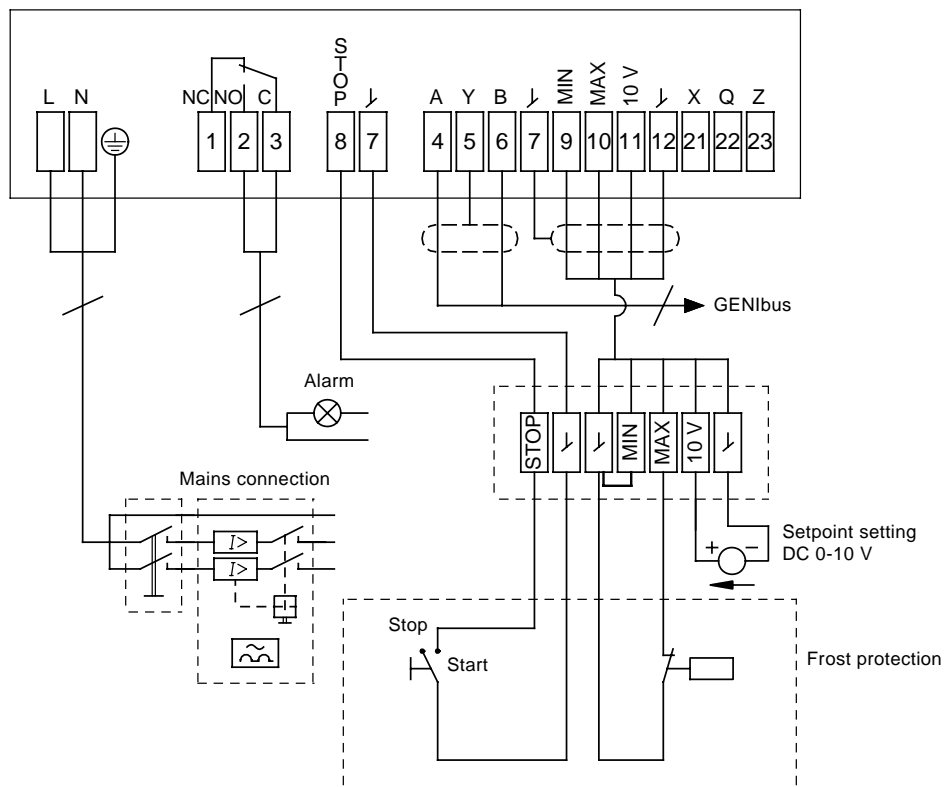 STOP
MIN
MAX
10 V
L N NC NO C A Y B X Q Z
1 2 3 8 7 4 5 6 7 9 10 11 12 21 22 23
GENIbus
Alarm
STOP MIN MAX 10 V
Mains connection
Setpoint setting
DC 0-10 V
+ −
I>
I>
Stop
Start
Frost protection